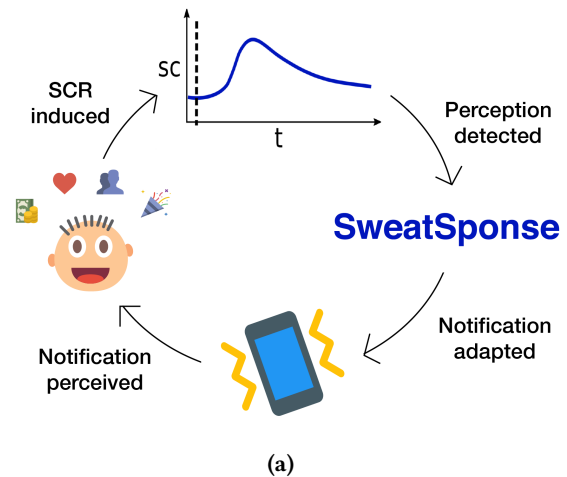 SC
t
SCR
induced
Perception
detected
SweatSponse
Notification
adapted
Notification
perceived
(a)